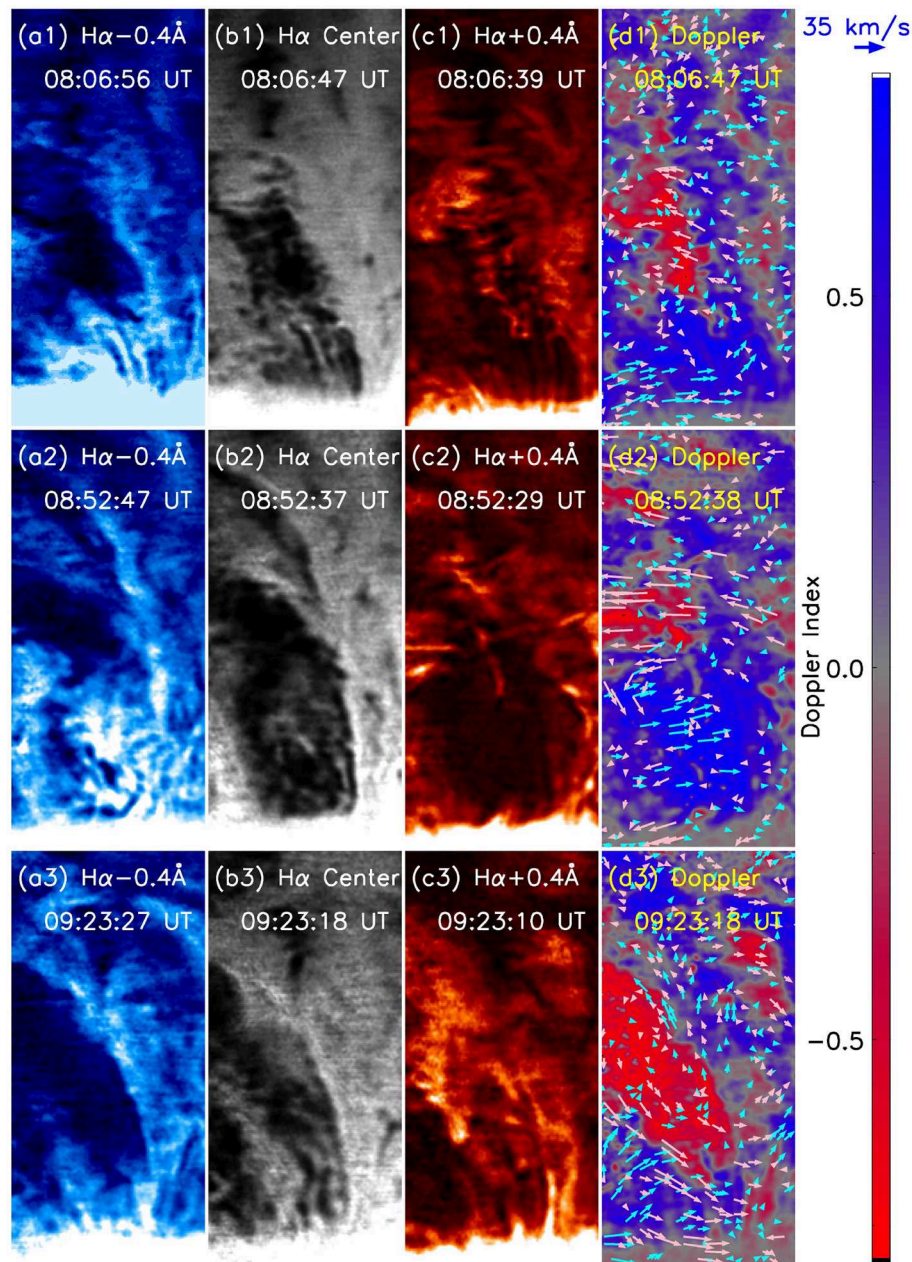 (a1) Hα−0.4Å
08:06:56 UT
(b1) Hα Center
08:06:47 UT
(c1) Hα+0.4Å
08:06:39 UT
(d1) Doppler
08:06:47 UT
35 km/s
(a2) Hα−0.4Å
08:52:47 UT
(b2) Hα Center
08:52:37 UT
(c2) Hα+0.4Å
08:52:29 UT
(d2) Doppler
08:52:38 UT
(a3) Hα−0.4Å
09:23:27 UT
(b3) Hα Center
09:23:18 UT
(c3) Hα+0.4Å
09:23:10 UT
(d3) Doppler
09:23:18 UT
Doppler Index
0.5
0.0
−0.5